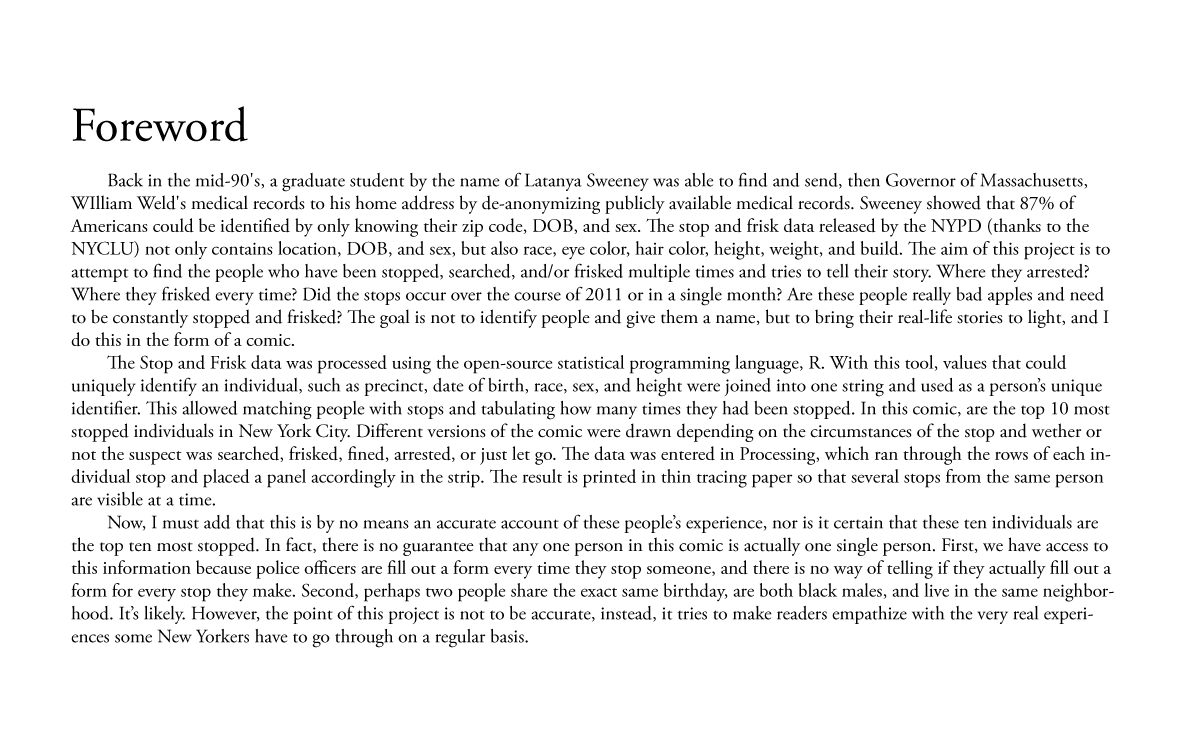 Foreword
Back in the mid-90's, a graduate student by the name of Latanya Sweeney was able to find and send, then Governor of Massachusetts,
WIlliam Weld's medical records to his home address by de-anonymizing publicly available medical records. Sweeney showed that 87% of
Americans could be identified by only knowing their zip code, DOB, and sex. The stop and frisk data released by the NYPD (thanks to the
NYCLU) not only contains location, DOB, and sex, but also race, eye color, hair color, height, weight, and build. The aim of this project is to
attempt to find the people who have been stopped, searched, and/or frisked multiple times and tries to tell their story. Where they arrested?
Where they frisked every time? Did the stops occur over the course of 2011 or in a single month? Are these people really bad apples and need
to be constantly stopped and frisked? The goal is not to identify people and give them a name, but to bring their real-life stories to light, and I
do this in the form of a comic.
The Stop and Frisk data was processed using the open-source statistical programming language, R. With this tool, values that could
uniquely identify an individual, such as precinct, date of birth, race, sex, and height were joined into one string and used as a person’s unique
identifier. This allowed matching people with stops and tabulating how many times they had been stopped. In this comic, are the top 10 most
stopped individuals in New York City. Different versions of the comic were drawn depending on the circumstances of the stop and wether or
not the suspect was searched, frisked, fined, arrested, or just let go. The data was entered in Processing, which ran through the rows of each in-
dividual stop and placed a panel accordingly in the strip. The result is printed in thin tracing paper so that several stops from the same person
are visible at a time.
Now, I must add that this is by no means an accurate account of these people’s experience, nor is it certain that these ten individuals are
the top ten most stopped. In fact, there is no guarantee that any one person in this comic is actually one single person. First, we have access to
this information because police officers are fill out a form every time they stop someone, and there is no way of telling if they actually fill out a
form for every stop they make. Second, perhaps two people share the exact same birthday, are both black males, and live in the same neighbor-
hood. It’s likely. However, the point of this project is not to be accurate, instead, it tries to make readers empathize with the very real experi-
ences some New Yorkers have to go through on a regular basis.